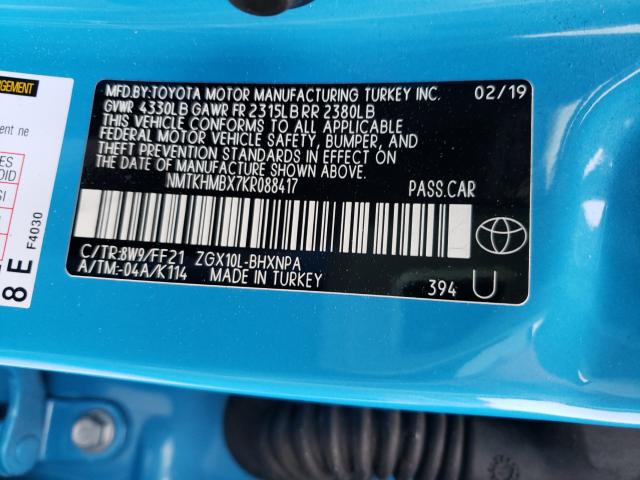 MFD.BY:TOYOTA MOTOR MANUFACTURING TURKEY INC. 02/19
GVWR 4330LB GAWR FR 2315LB RR 2380LB
THIS VEHICLE CONFORMS TO ALL APPLICABLE
FEDERAL MOTOR VEHICLE SAFETY, BUMPER, AND
THEFT PREVENTION STANDARDS IN EFFECT ON
THE DATE OF MANUFACTURE SHOWN ABOVE.
NMTKHMBX7KR088417 PASS.CAR
C/TR:8W9/FF21 ZGX10L-BHXNPA
A/TM:-04A/K114 MADE IN TURKEY
394 U
ent ne
8 E
F4030